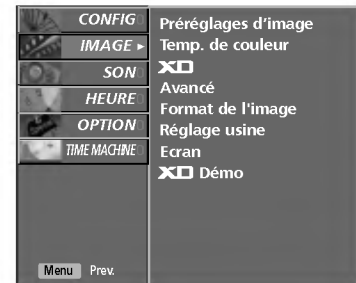 CONFIG
IMAGE ►
SON
HEURE
OPTION
TIME MACHINE
Menu Prev.
Préréglages d'image
Temp. de couleur
XD
Avancé
Format de l'image
Réglage usine
Ecran
XD Démo